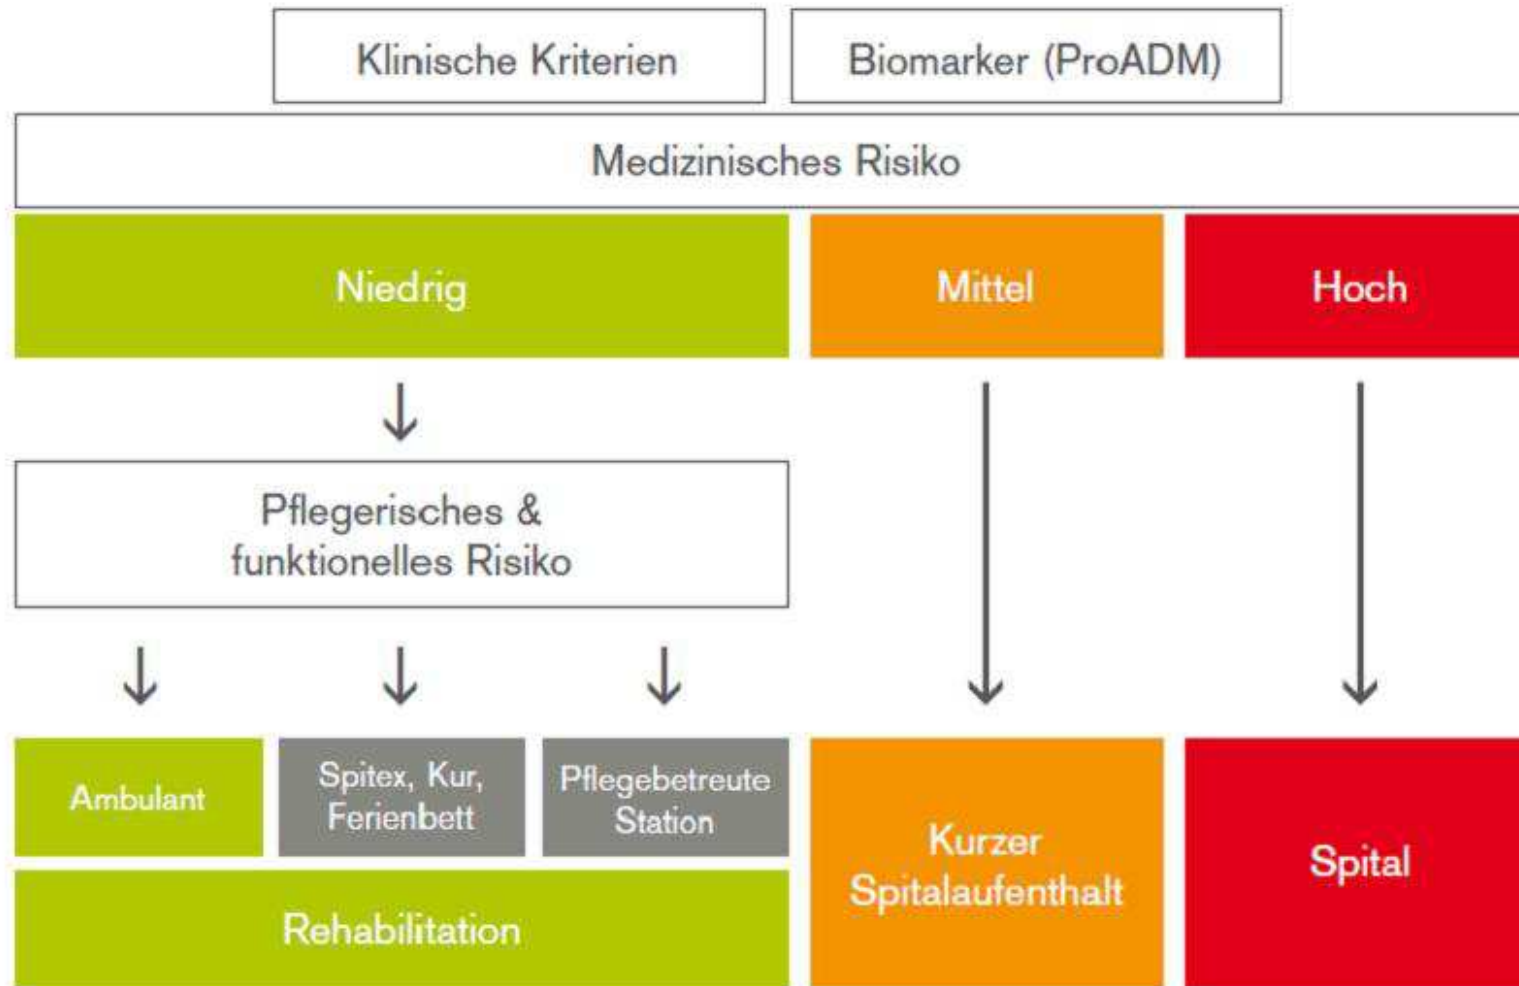 Klinische Kriterien
Biomarker (ProADM)
Medizinisches Risiko
Niedrig
Mittel
Hoch
Pflegerisches &
funktionelles Risiko
Ambulant
Spitex, Kur,
Ferienbett
Pflegebetreute
Station
Kurzer
Spitalaufenthalt
Spital
Rehabilitation